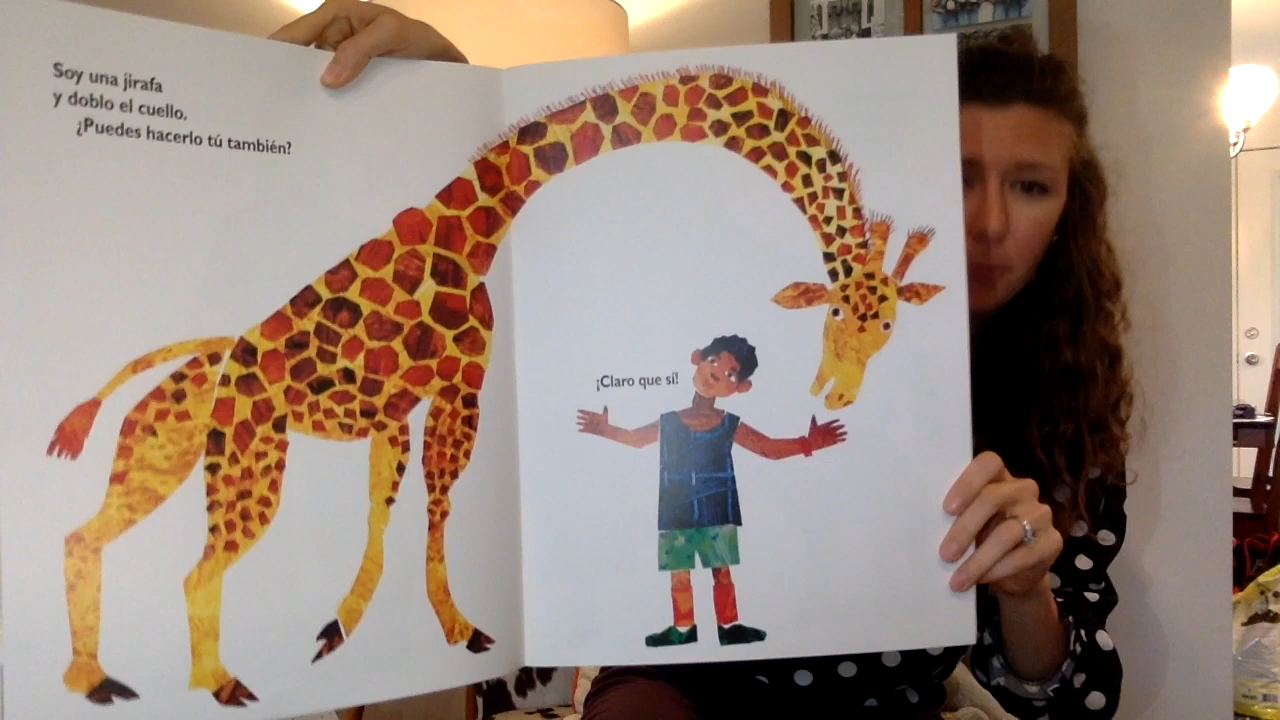 Soy una jirafa
y doblo el cuello.
¿Puedes hacerlo tú también?
¡Claro que sí!